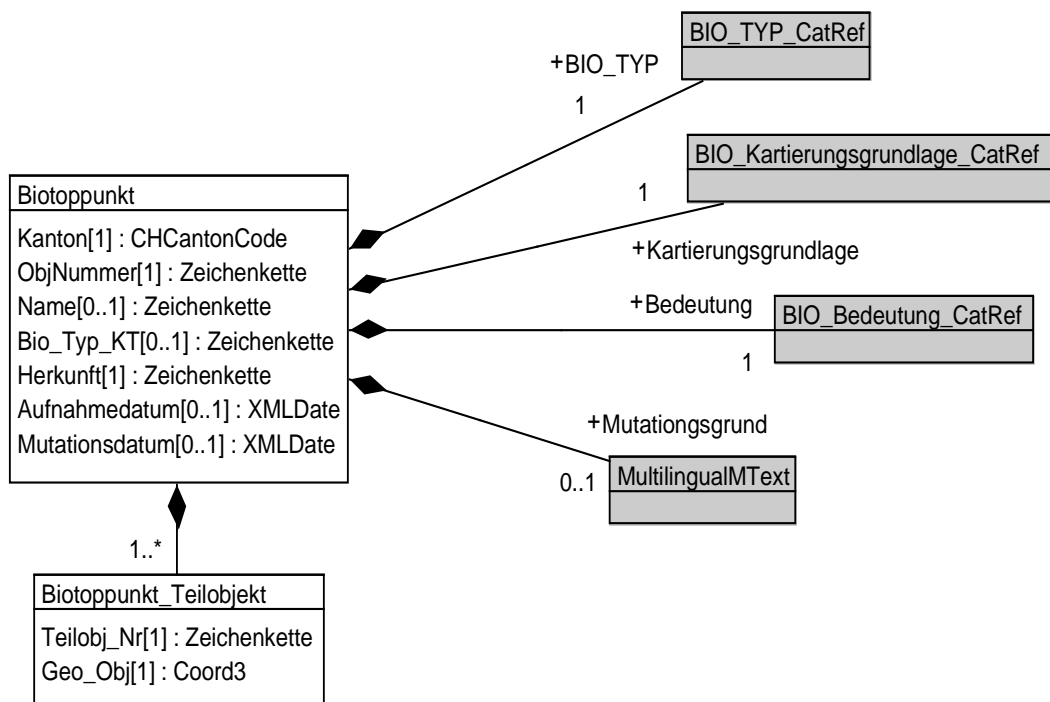 BIO_TYP_CatRef
+BIO_TYP
1
BIO_Kartierungsgrundlage_CatRef
1
+Kartierungsgrundlage
Biotoppunkt
Kanton[1] : CHCantonCode
ObjNummer[1] : Zeichenkette
Name[0..1] : Zeichenkette
Bio_Typ_KT[0..1] : Zeichenkette
Herkunft[1] : Zeichenkette
Aufnahmedatum[0..1] : XMLDate
Mutationsdatum[0..1] : XMLDate
+Bedeutung
BIO_Bedeutung_CatRef
1
+Mutationgsgrund
0..1
MultilingualMText
1..*
Biotoppunkt_Teilobjekt
Teilobj_Nr[1] : Zeichenkette
Geo_Obj[1] : Coord3